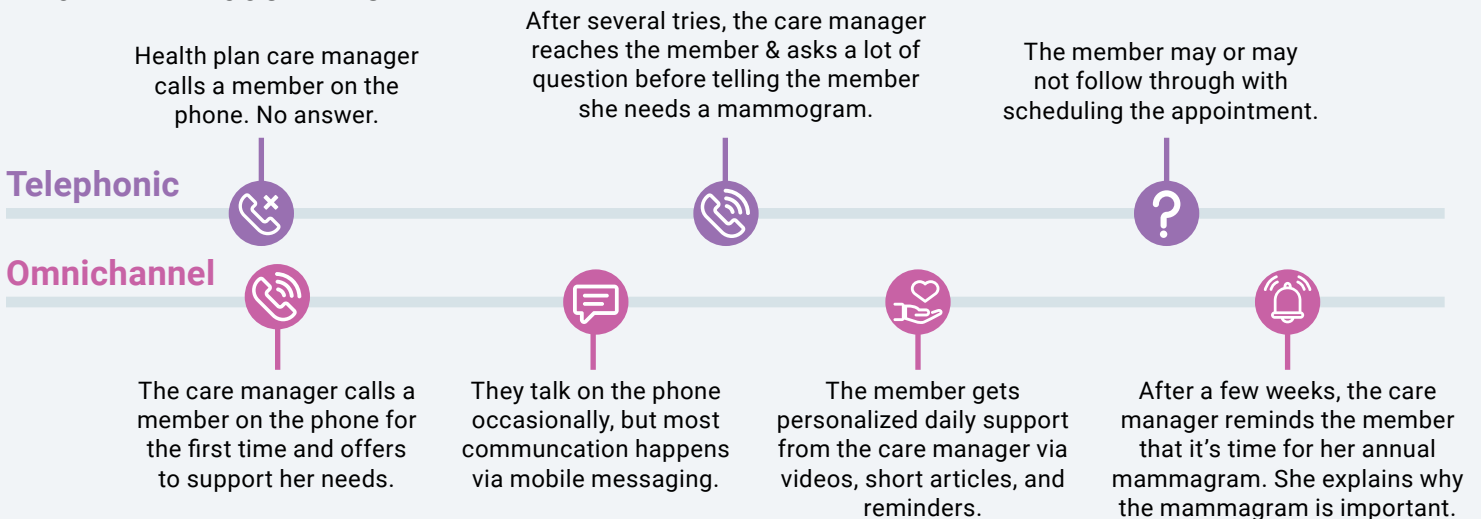 Health plan care manager
calls a member on the
phone. No answer.
After several tries, the care manager
reaches the member & asks a lot of
question before telling the member
she needs a mammogram.
The member may or may
not follow through with
scheduling the appointment.
Telephonic
Omnichannel
The care manager calls a
member on the phone for
the first time and offers
to support her needs.
They talk on the phone
occasionally, but most
communcation happens
via mobile messaging.
The member gets
personalized daily support
from the care manager via
videos, short articles, and
reminders.
After a few weeks, the care
manager reminds the member
that it’s time for her annual
mammagram. She explains why
the mammagram is important.